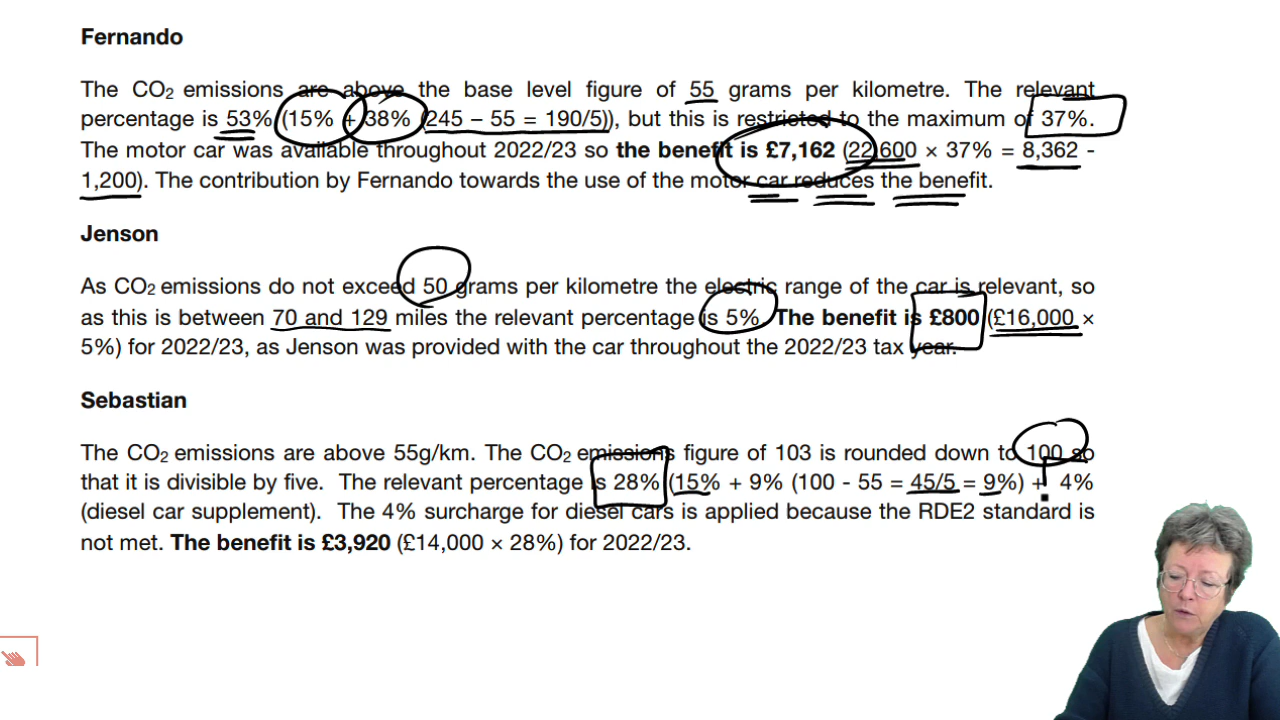 Fernando
The CO₂ emissions are above the base level figure of 55 grams per kilometre. The relevant
percentage is 53% (15% + 38% (245 – 55 = 190/5)), but this is restricted to the maximum of 37%.
The motor car was available throughout 2022/23 so the benefit is £7,162 (22,600 × 37% = 8,362 -
1,200). The contribution by Fernando towards the use of the motor car reduces the benefit.
Jenson
As CO₂ emissions do not exceed 50 grams per kilometre the electric range of the car is relevant, so
as this is between 70 and 129 miles the relevant percentage is 5%. The benefit is £800 (£16,000 ×
5%) for 2022/23, as Jenson was provided with the car throughout the 2022/23 tax year.
Sebastian
The CO₂ emissions are above 55g/km. The CO₂ emissions figure of 103 is rounded down to 100 so
that it is divisible by five. The relevant percentage is 28% (15% + 9% (100 - 55 = 45/5 = 9%) + 4%
(diesel car supplement). The 4% surcharge for diesel cars is applied because the RDE2 standard is
not met. The benefit is £3,920 (£14,000 × 28%) for 2022/23.